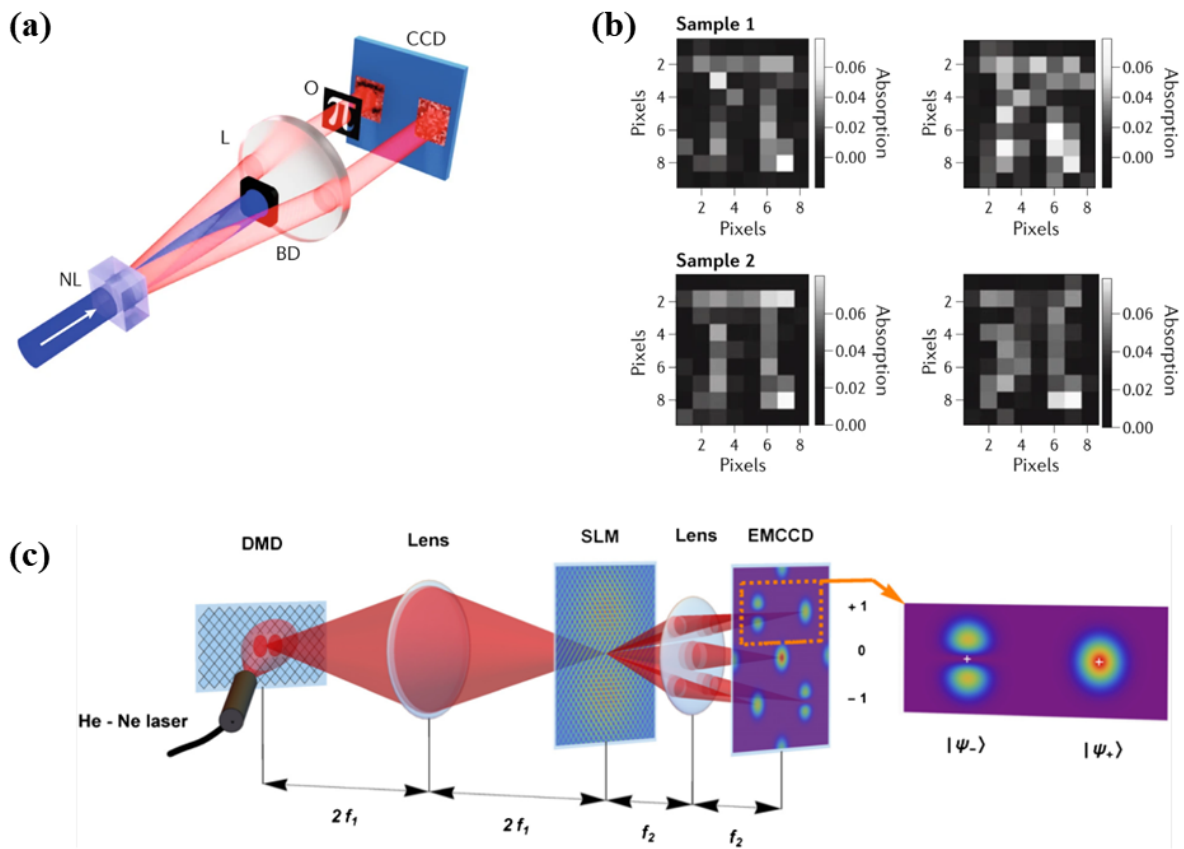 (a)
CCD
O
L
BD
NL
(b)
Sample 1
Pixels
2
4
6
8
2 4 6 8
Pixels
0.06
0.04
0.02
0.00
Absorption
Pixels
2
4
6
8
2 4 6 8
Pixels
0.06
0.04
0.02
0.00
Absorption
Sample 2
Pixels
2
4
6
8
2 4 6 8
Pixels
0.06
0.04
0.02
0.00
Absorption
Pixels
2
4
6
8
2 4 6 8
Pixels
0.06
0.04
0.02
0.00
Absorption
(c)
DMD Lens SLM Lens EMCCD
+ 1
0
– 1
He - Ne laser
2 f₁ 2 f₁ f₂ f₂
|ψ₋⟩ |ψ₊⟩